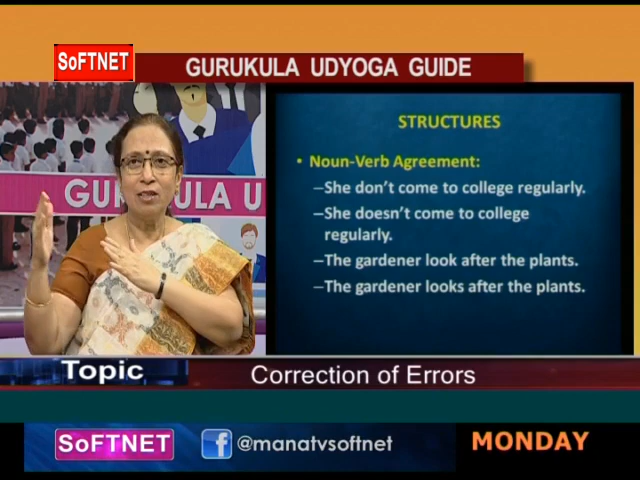 SoFTNET
GURUKULA UDYOGA GUIDE
GURUKULA U
STRUCTURES
• Noun-Verb Agreement:
–She don't come to college regularly.
–She doesn't come to college
regularly.
–The gardener look after the plants.
–The gardener looks after the plants.
Topic
Correction of Errors
SoFTNET
@manatvsoftnet
MONDAY